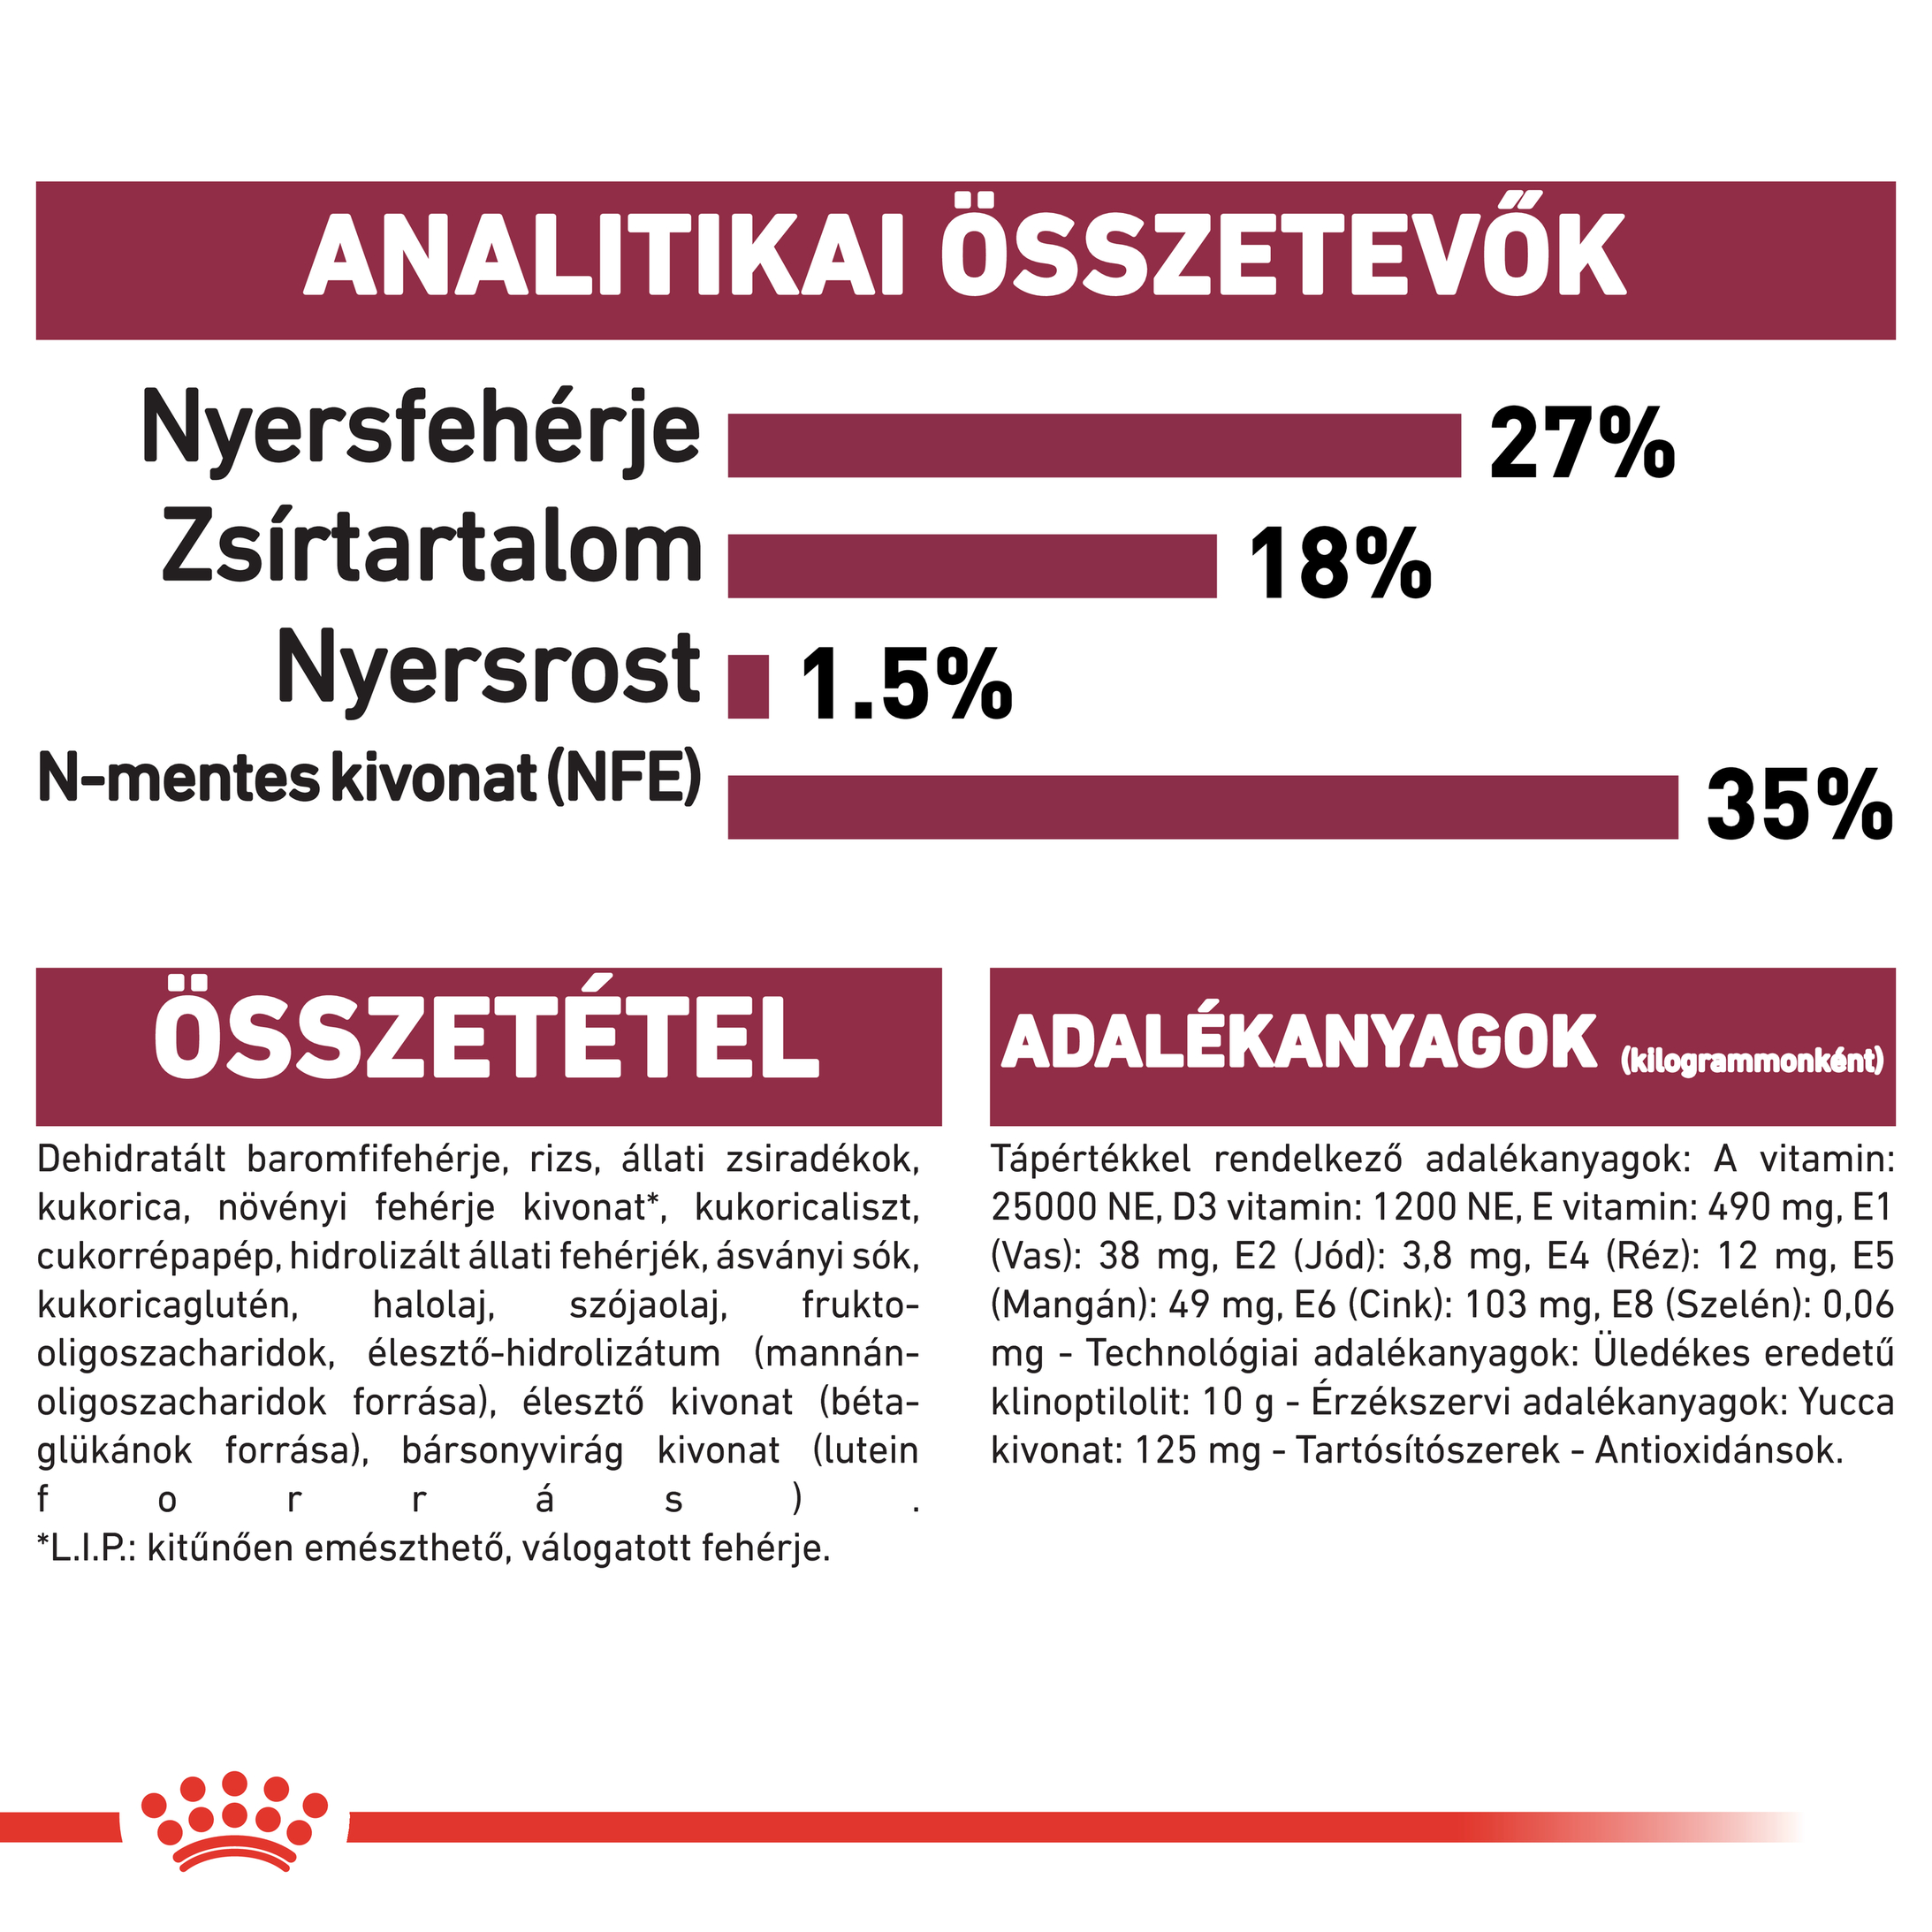 ANALITIKAI ÖSSZETEVŐK
Nyersfehérje 27%
Zsírtartalom 18%
Nyersrost 1.5%
N-mentes kivonat (NFE) 35%
ÖSSZETÉTEL
Dehidratált baromfifehérje, rizs, állati zsiradékok,
kukorica, növényi fehérje kivonat*, kukoricaliszt,
cukorrépapép, hidrolizált állati fehérjék, ásványi sók,
kukoricaglutén, halolaj, szójaolaj, frukto-
oligoszacharidok, élesztő-hidrolizátum (mannán-
oligoszacharidok forrása), élesztő kivonat (béta-
glükánok forrása), bársonyvirág kivonat (lutein
f o r r á s ) .
*L.I.P.: kitűnően emészthető, válogatott fehérje.
ADALÉKANYAGOK (kilogrammonként)
Tápértékkel rendelkező adalékanyagok: A vitamin:
25000 NE, D3 vitamin: 1200 NE, E vitamin: 490 mg, E1
(Vas): 38 mg, E2 (Jód): 3,8 mg, E4 (Réz): 12 mg, E5
(Mangán): 49 mg, E6 (Cink): 103 mg, E8 (Szelén): 0,06
mg - Technológiai adalékanyagok: Üledékes eredetű
klinoptilolit: 10 g - Érzékszervi adalékanyagok: Yucca
kivonat: 125 mg - Tartósítószerek - Antioxidánsok.